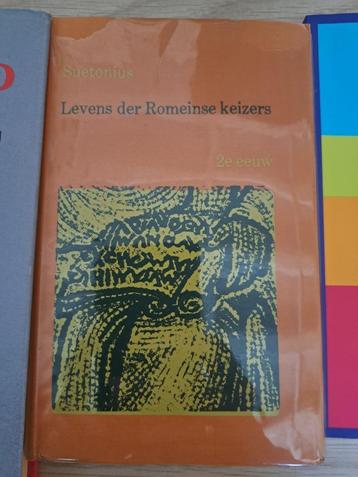 Suetonius
Levens der Romeinse keizers
2e eeuw